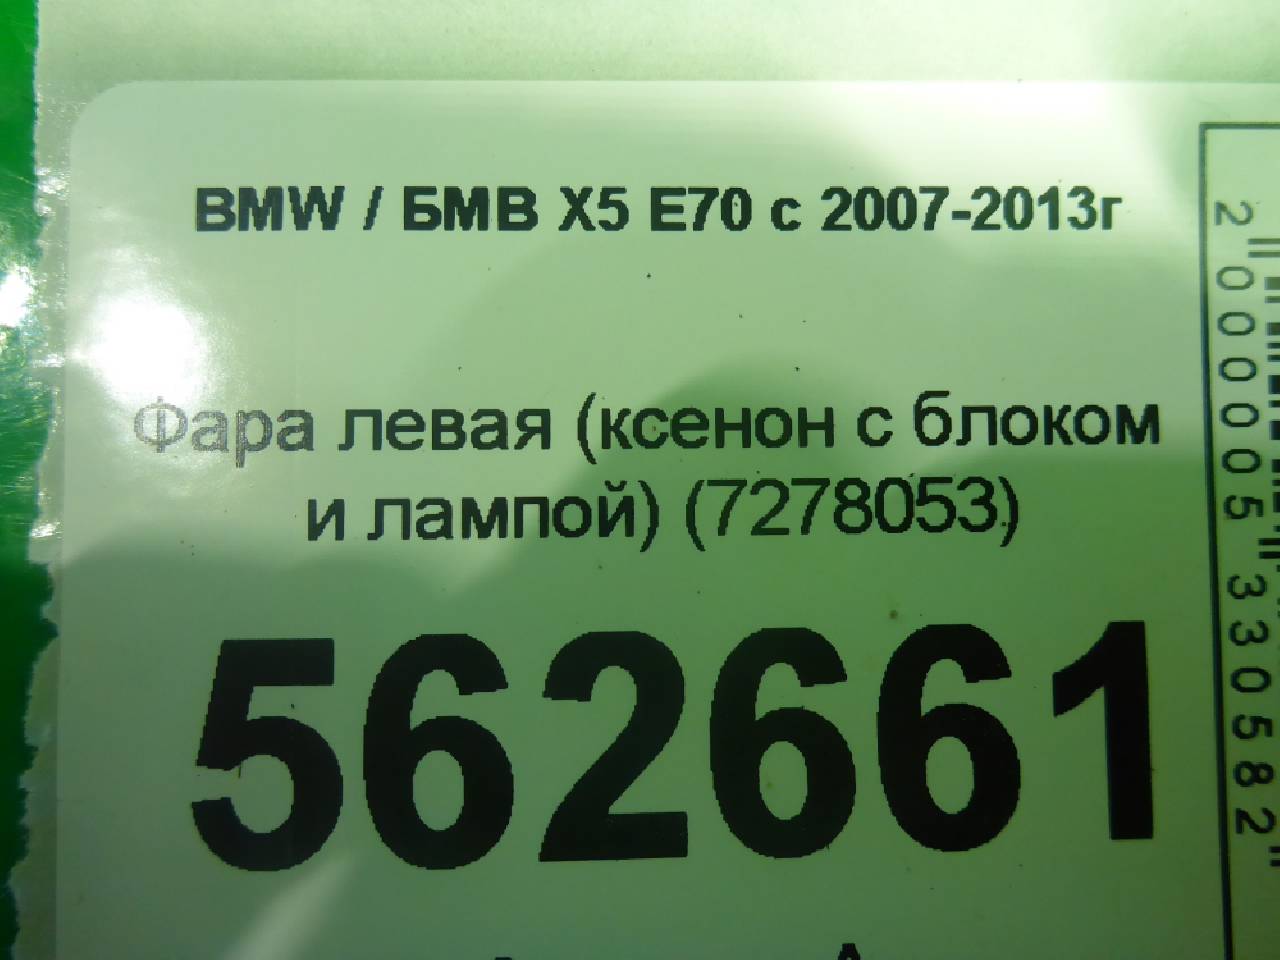 BMW / БМВ X5 E70 с 2007-2013г
Фара левая (ксенон с блоком
и лампой) (7278053)
562661
2000005330582